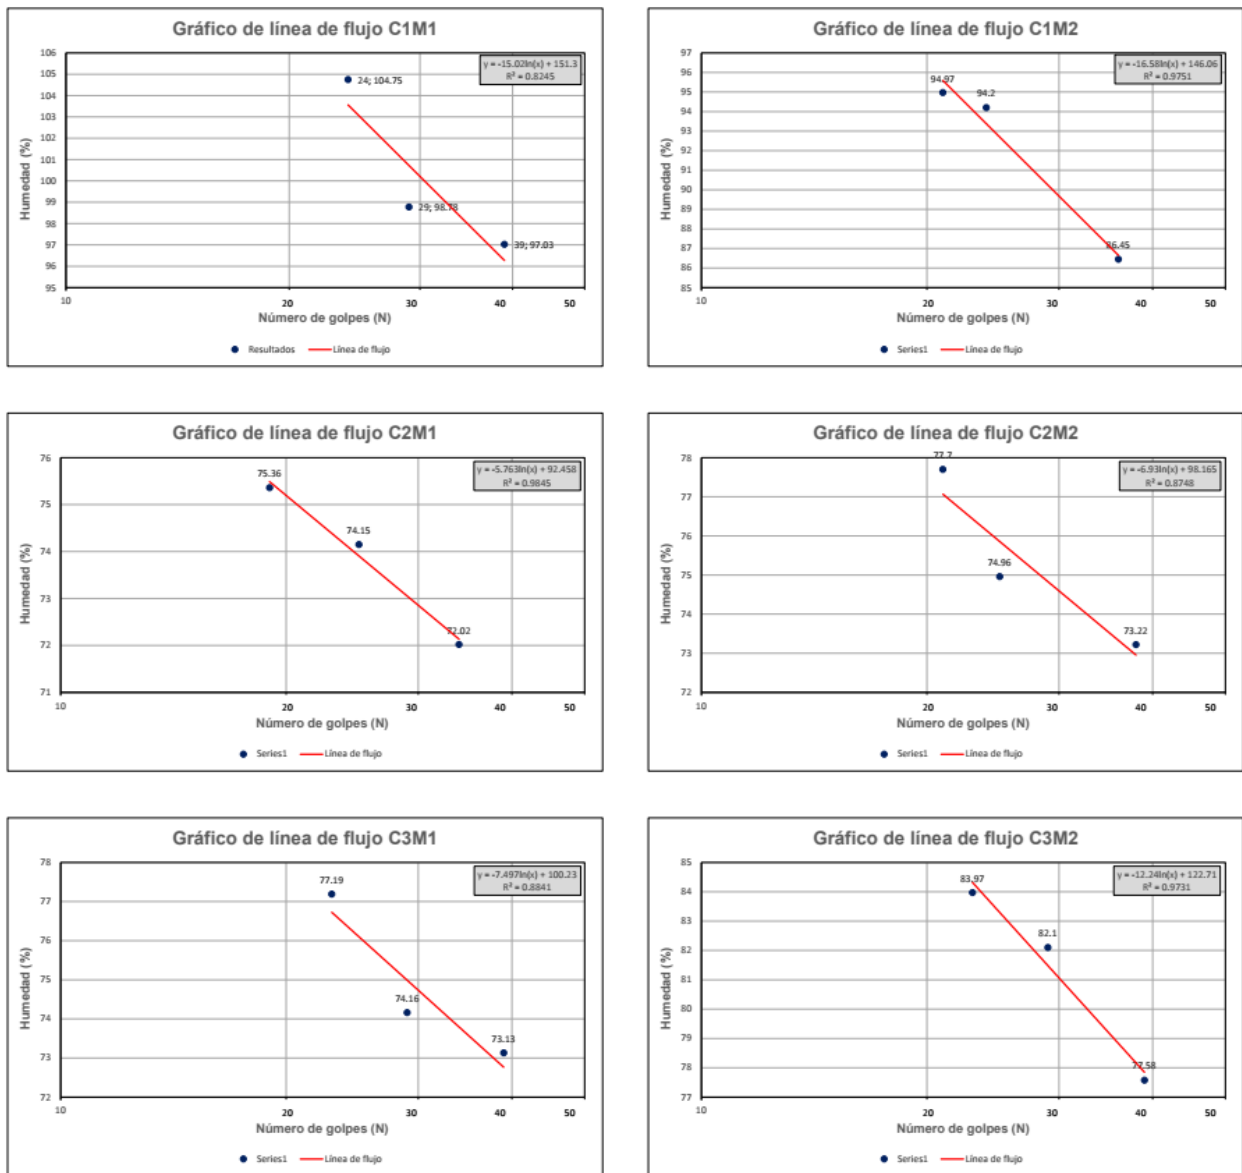 Gráfico de línea de flujo C1M1
y = -15.02ln(x) + 151.3
R² = 0.8245
106
105
104
103
102
101
100
99
98
97
96
95
24; 104.75
29; 98.78
39; 97.03
Humedad (%)
10
20
30
40
50
Número de golpes (N)
Resultados
Línea de flujo
Gráfico de línea de flujo C1M2
y = -16.58ln(x) + 146.06
R² = 0.9751
97
96
95
94
93
92
91
90
89
88
87
86
85
94.97
94.2
86.45
Humedad (%)
10
20
30
40
50
Número de golpes (N)
Series1
Línea de flujo
Gráfico de línea de flujo C2M1
y = -5.763ln(x) + 92.458
R² = 0.9845
76
75
74
73
72
71
75.36
74.15
72.02
Humedad (%)
10
20
30
40
50
Número de golpes (N)
Series1
Línea de flujo
Gráfico de línea de flujo C2M2
y = -6.93ln(x) + 98.165
R² = 0.8748
78
77
76
75
74
73
72
77.7
74.96
73.22
Humedad (%)
10
20
30
40
50
Número de golpes (N)
Series1
Línea de flujo
Gráfico de línea de flujo C3M1
y = -7.497ln(x) + 100.23
R² = 0.8841
78
77
76
75
74
73
72
77.19
74.16
73.13
Humedad (%)
10
20
30
40
50
Número de golpes (N)
Series1
Línea de flujo
Gráfico de línea de flujo C3M2
y = -12.24ln(x) + 122.71
R² = 0.9731
85
84
83
82
81
80
79
78
77
83.97
82.1
77.58
Humedad (%)
10
20
30
40
50
Número de golpes (N)
Series1
Línea de flujo